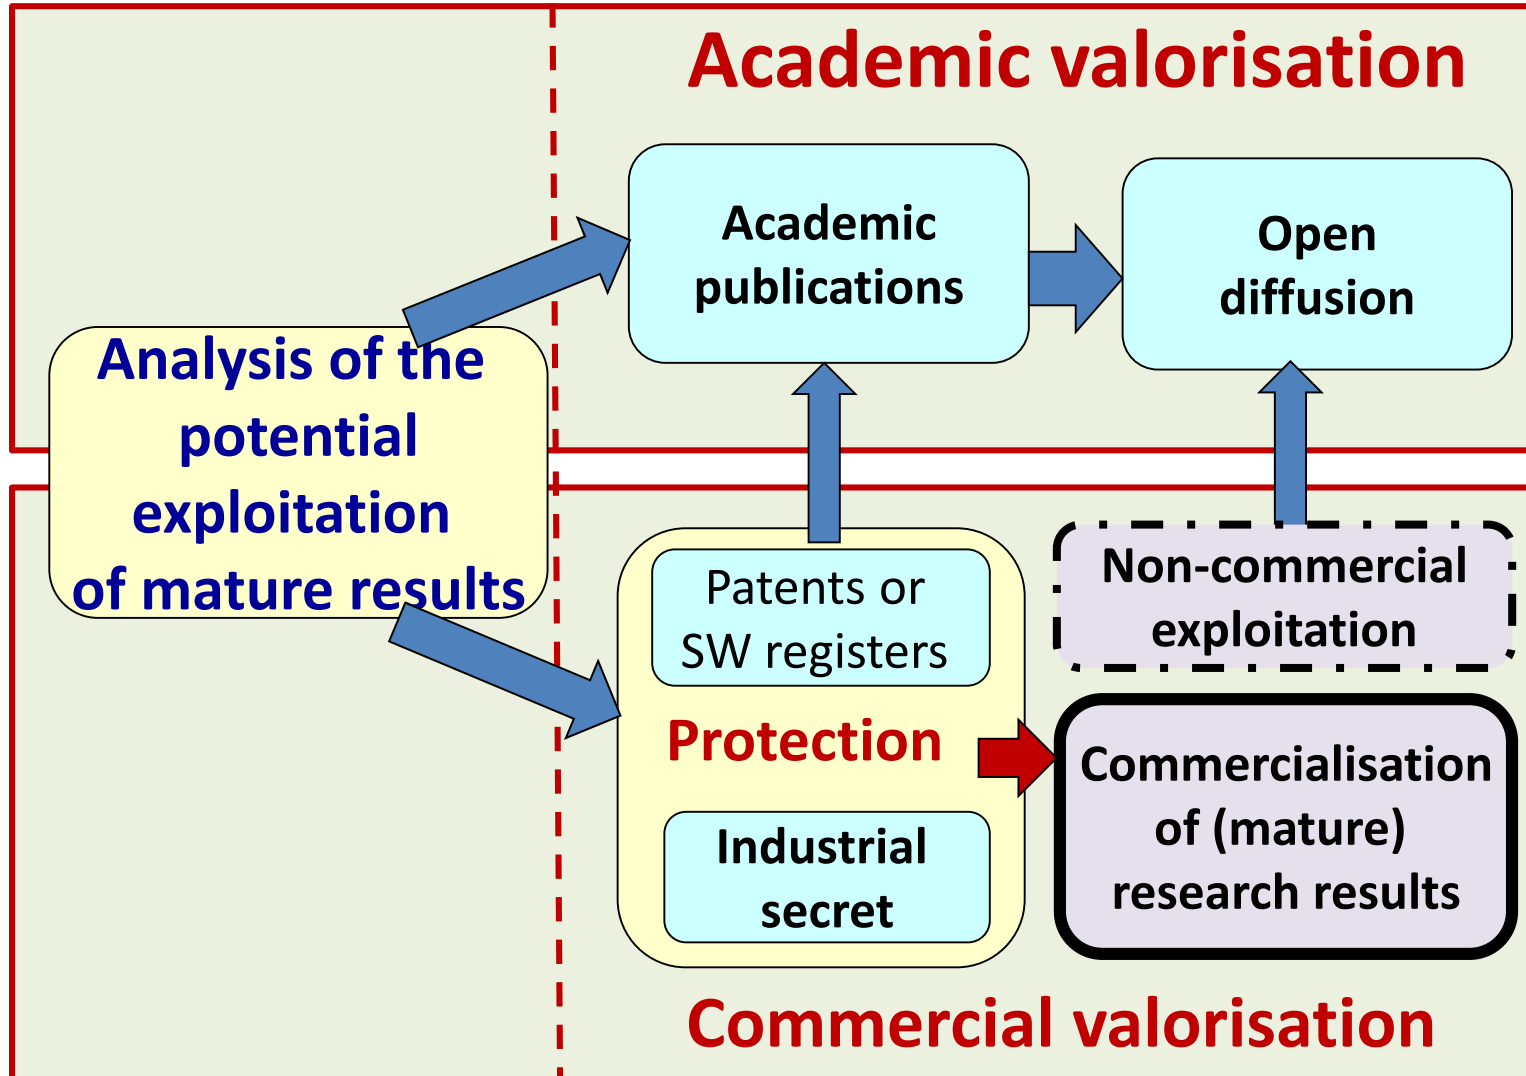 Academic valorisation
Academic
publications
Open
diffusion
Analysis of the
potential
exploitation
of mature results
Patents or
SW registers
Protection
Industrial
secret
Non-commercial
exploitation
Commercialisation
of (mature)
research results
Commercial valorisation